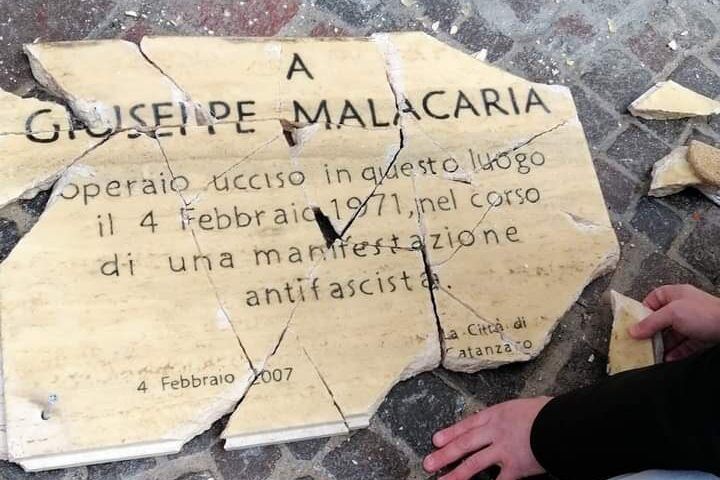 A
GIUSEPPE MALACARIA
operaio ucciso in questo luogo
il 4 Febbraio 1971, nel corso
di una manifestazione
antifascista.
La Città di
Catanzaro
4 Febbraio 2007